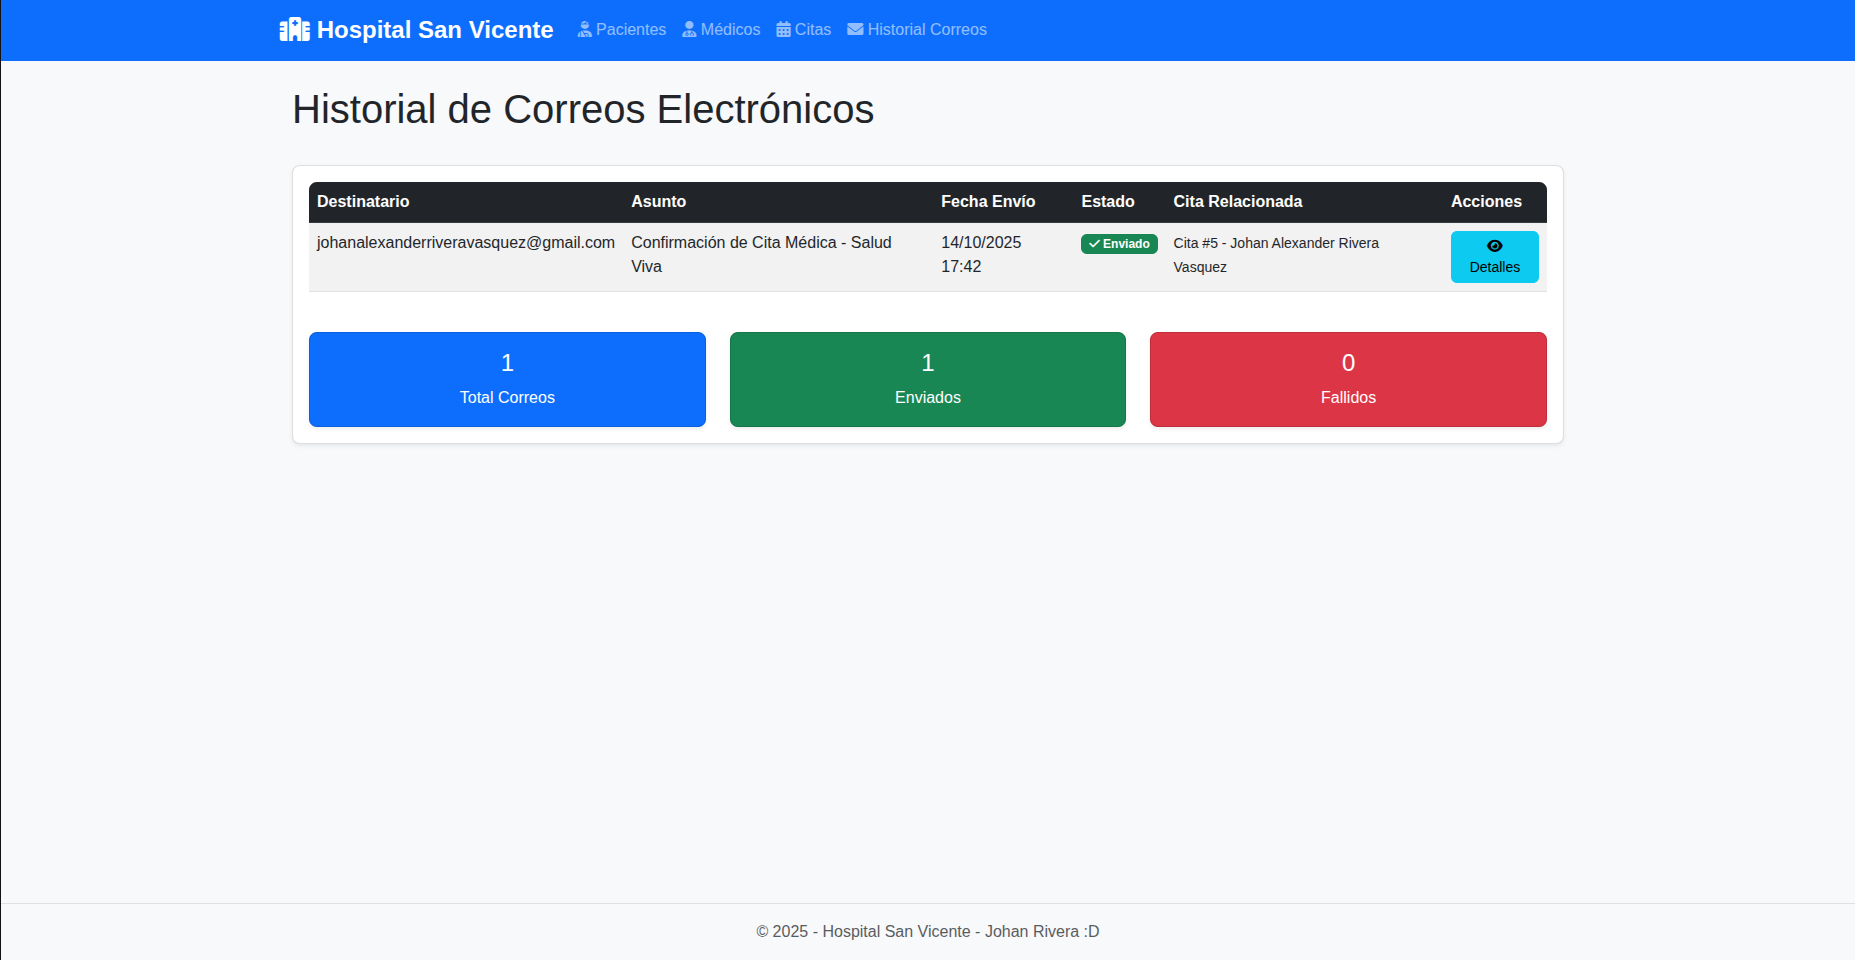 Hospital San Vicente Pacientes Médicos Citas Historial Correos
Historial de Correos Electrónicos
Destinatario Asunto Fecha Envío Estado Cita Relacionada Acciones
johanalexanderriveravasquez@gmail.com Confirmación de Cita Médica - Salud 14/10/2025 Enviado Cita #5 - Johan Alexander Rivera
Viva 17:42 Vasquez Detalles
1 1 0
Total Correos Enviados Fallidos
© 2025 - Hospital San Vicente - Johan Rivera :D